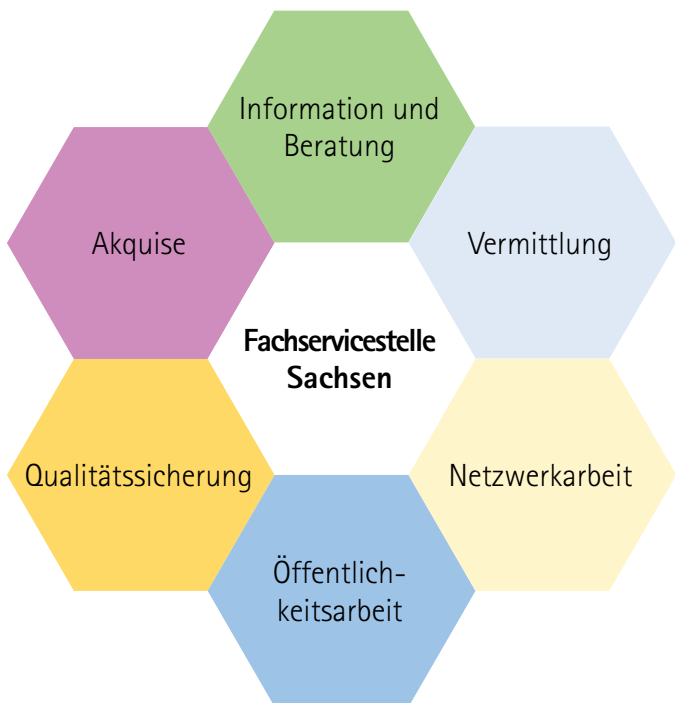 Information und
Beratung
Akquise
Vermittlung
Fachservicestelle
Sachsen
Qualitätssicherung
Netzwerkarbeit
Öffentlich-
keitsarbeit